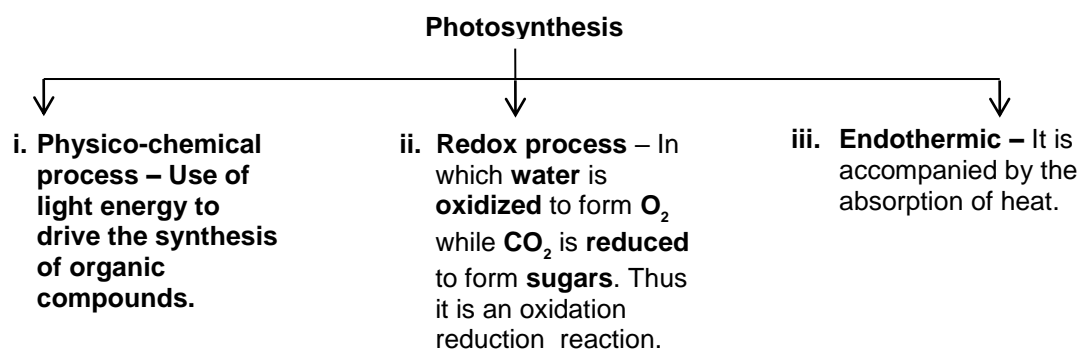 Photosynthesis
i. Physico-chemical
process – Use of
light energy to
drive the synthesis
of organic
compounds.
ii. Redox process – In
which water is
oxidized to form O₂
while CO₂ is reduced
to form sugars. Thus
it is an oxidation
reduction reaction.
iii. Endothermic – It is
accompanied by the
absorption of heat.